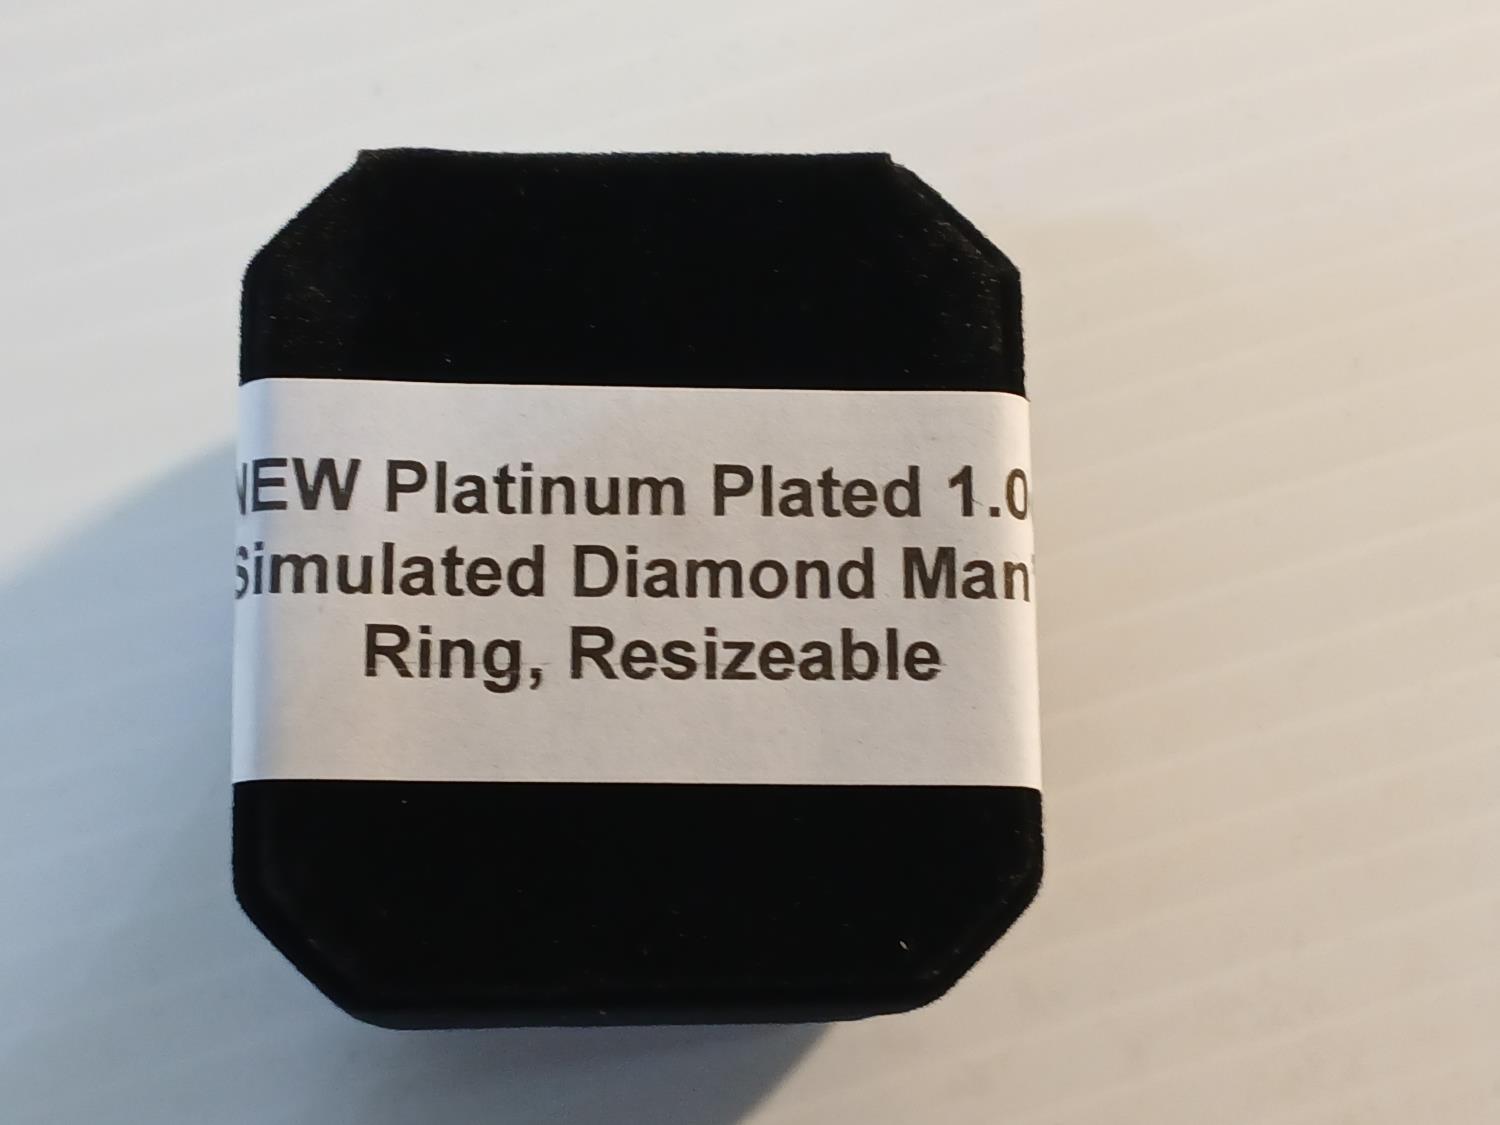 NEW Platinum Plated 1.0
Simulated Diamond Man
Ring, Resizeable